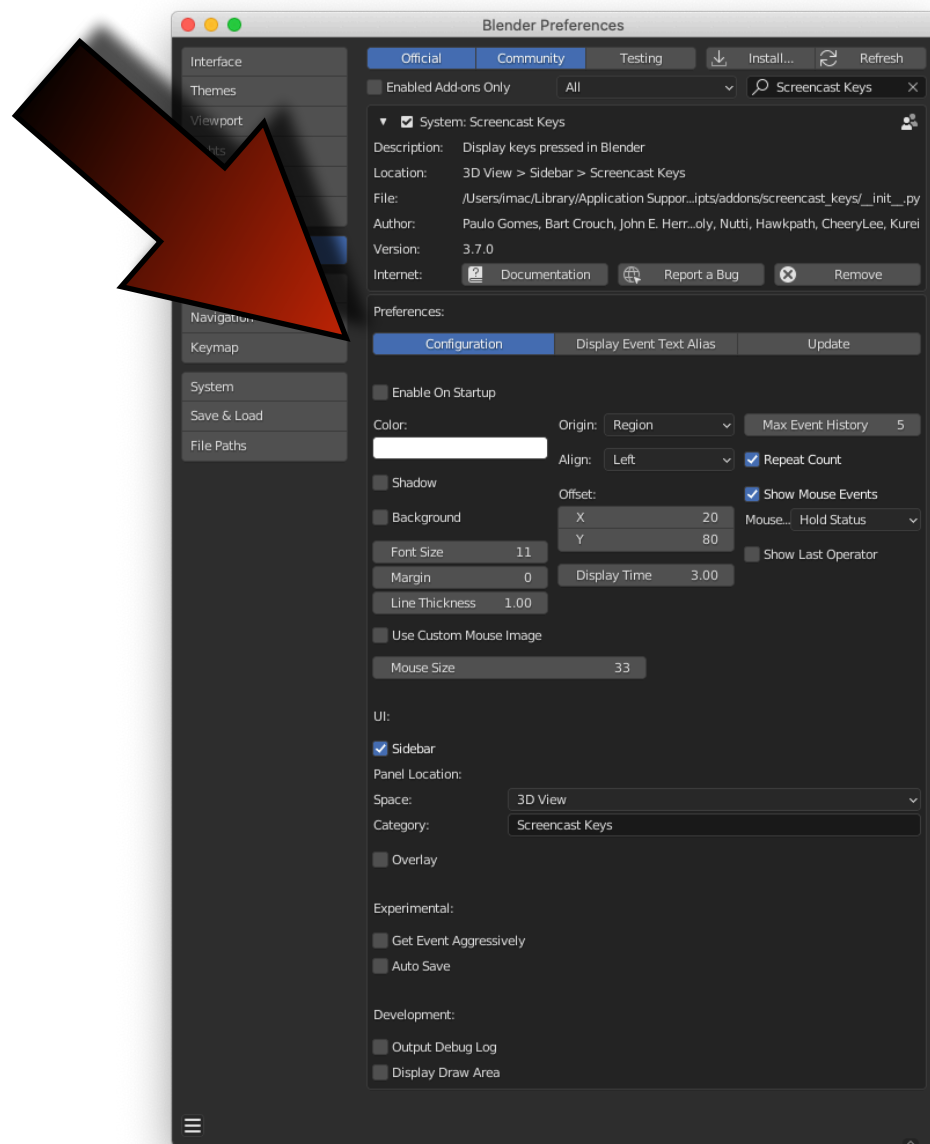 Blender Preferences
Interface
Themes
Viewport
Navigation
Keymap
System
Save & Load
File Paths
Official Community Testing Install... Refresh
Enabled Add-ons Only All Screencast Keys
System: Screencast Keys
Description: Display keys pressed in Blender
Location: 3D View > Sidebar > Screencast Keys
File: /Users/imac/Library/Application Suppor...ipts/addons/screencast_keys/__init__.py
Author: Paulo Gomes, Bart Crouch, John E. Herr...oly, Nutti, Hawkpath, CheeryLee, Kurei
Version: 3.7.0
Internet: Documentation Report a Bug Remove
Preferences:
Configuration Display Event Text Alias Update
Enable On Startup
Color: Origin: Region Max Event History 5
Align: Left Repeat Count
Shadow Offset: Show Mouse Events
Background X 20 Mouse... Hold Status
Y 80
Font Size 11 Show Last Operator
Margin 0 Display Time 3.00
Line Thickness 1.00
Use Custom Mouse Image
Mouse Size 33
UI:
Sidebar
Panel Location:
Space: 3D View
Category: Screencast Keys
Overlay
Experimental:
Get Event Aggressively
Auto Save
Development:
Output Debug Log
Display Draw Area